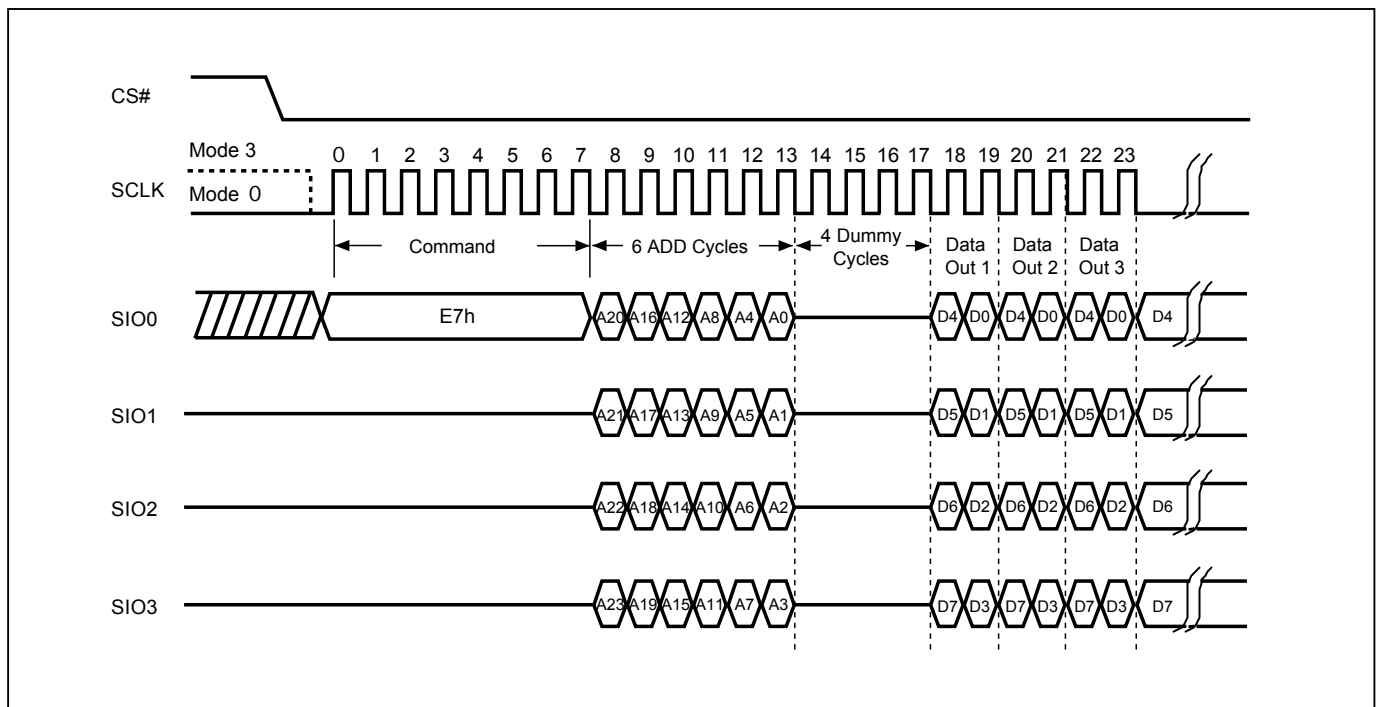 CS#
Mode 3
0 1 2 3 4 5 6 7 8 9 10 11 12 13 14 15 16 17 18 19 20 21 22 23
SCLK
Mode 0
Command
6 ADD Cycles
4 Dummy
Cycles
Data
Out 1
Data
Out 2
Data
Out 3
SIO0
E7h
A20 A16 A12 A8 A4 A0
D4 D0 D4 D0 D4 D0 D4
SIO1
A21 A17 A13 A9 A5 A1
D5 D1 D5 D1 D5 D1 D5
SIO2
A22 A18 A14 A10 A6 A2
D6 D2 D6 D2 D6 D2 D6
SIO3
A23 A19 A15 A11 A7 A3
D7 D3 D7 D3 D7 D3 D7